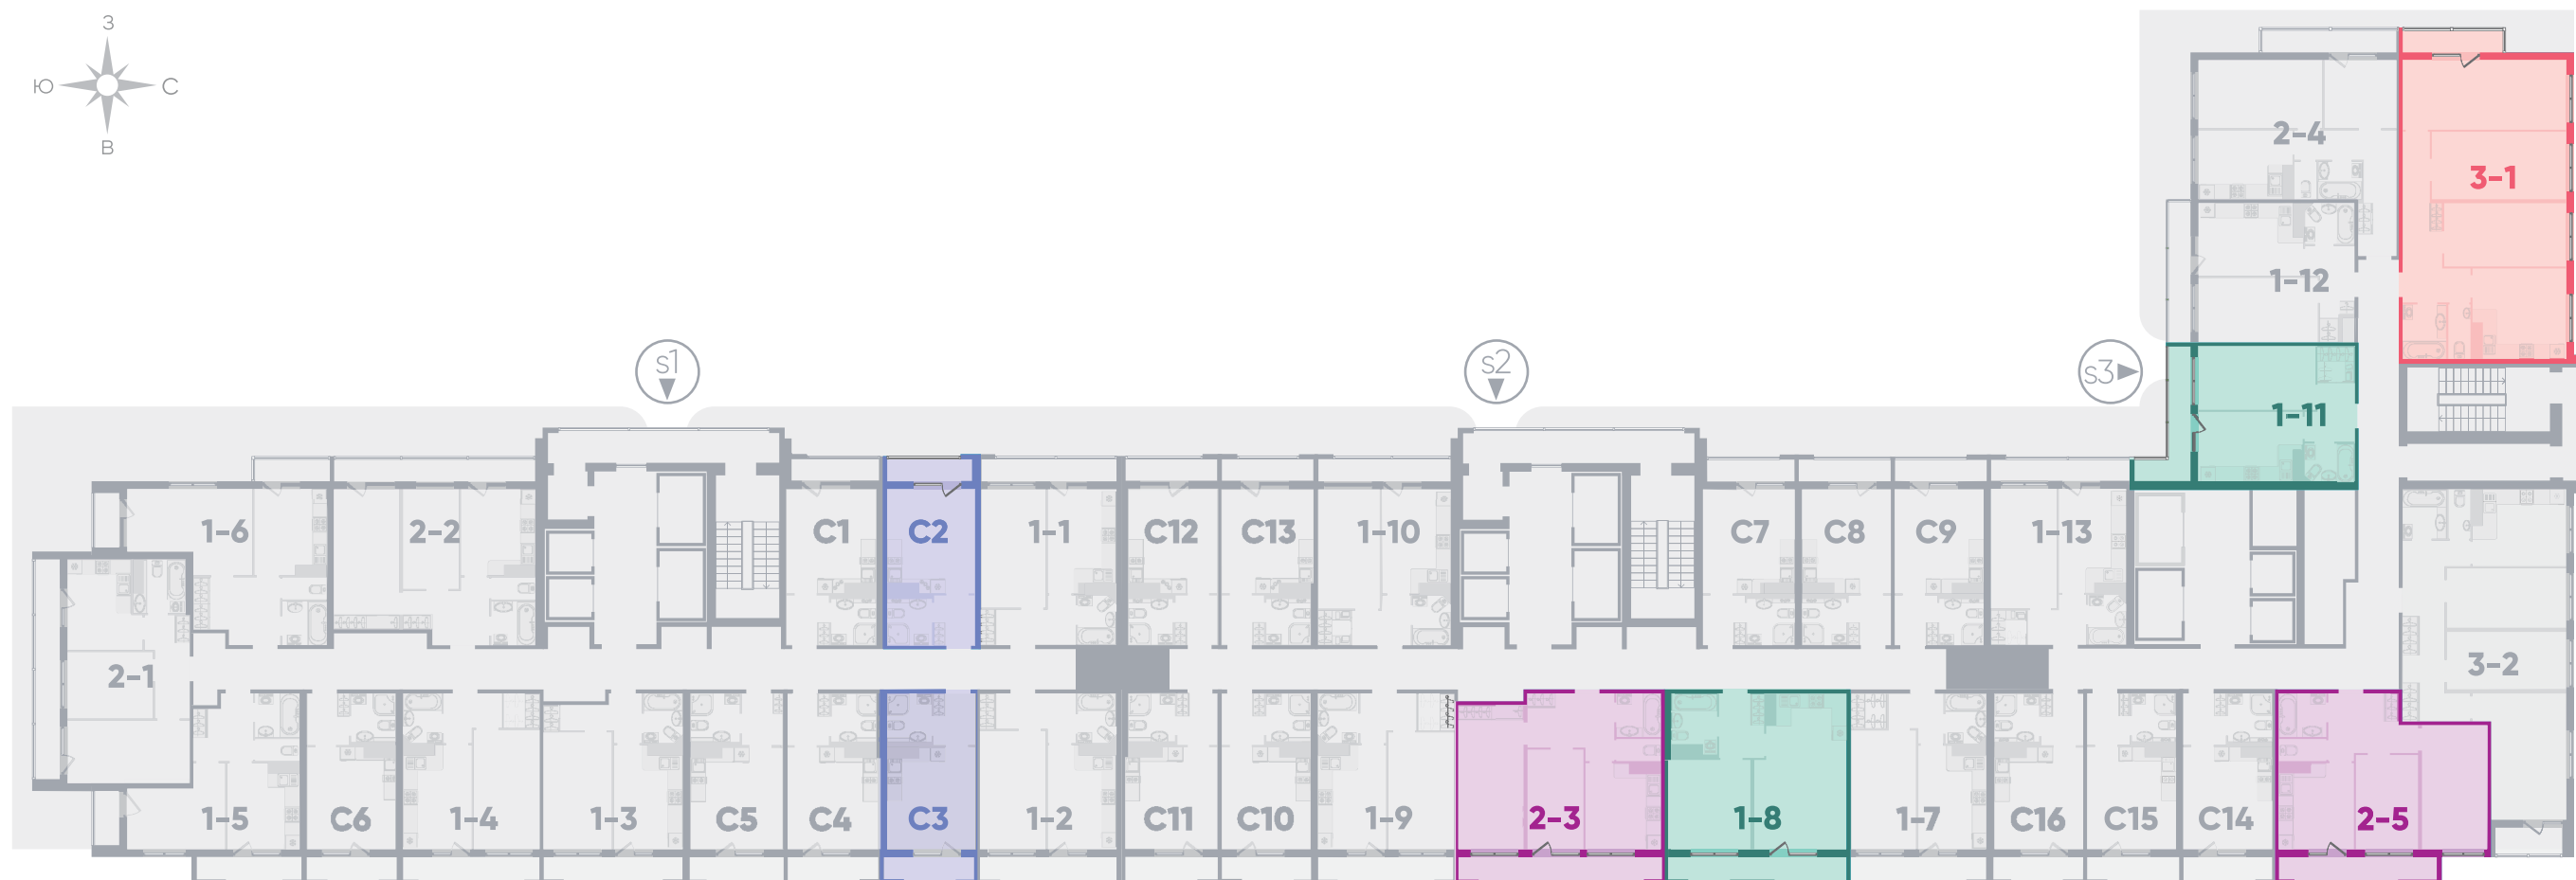 З
Ю С
В
2-4
3-1
1-12
s1
s2
s3
1-11
1-6
2-2
C1
C2
1-1
C12
C13
1-10
C7
C8
C9
1-13
2-1
3-2
1-5
C6
1-4
1-3
C5
C4
C3
1-2
C11
C10
1-9
2-3
1-8
1-7
C16
C15
C14
2-5